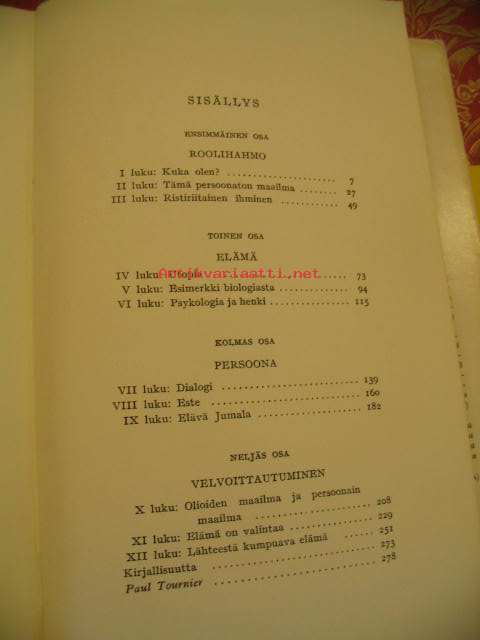 SISÄLLYS
ENSIMMÄINEN OSA
ROOLIHAHMO
I luku: Kuka olen? .................... 7
II luku: Tämä persoonaton maailma ........ 27
III luku: Ristiriitainen ihminen ............ 49
TOINEN OSA
ELÄMÄ
IV luku: Utopia .................... 73
Antikvariaatti.net
V luku: Esimerkki biologiasta ............ 94
VI luku: Psykologia ja henki .............. 115
KOLMAS OSA
PERSOONA
VII luku: Dialogi ........................ 139
VIII luku: Este .......................... 160
IX luku: Elävä Jumala .................. 182
NELJÄS OSA
VELVOITTAUTUMINEN
X luku: Olioiden maailma ja persoonain
maailma .................... 208
XI luku: Elämä on valintaa .............. 229
XII luku: Lähteestä kumpuava elämä ...... 251
Kirjallisuutta .......................... 273
Paul Tournier .......................... 278